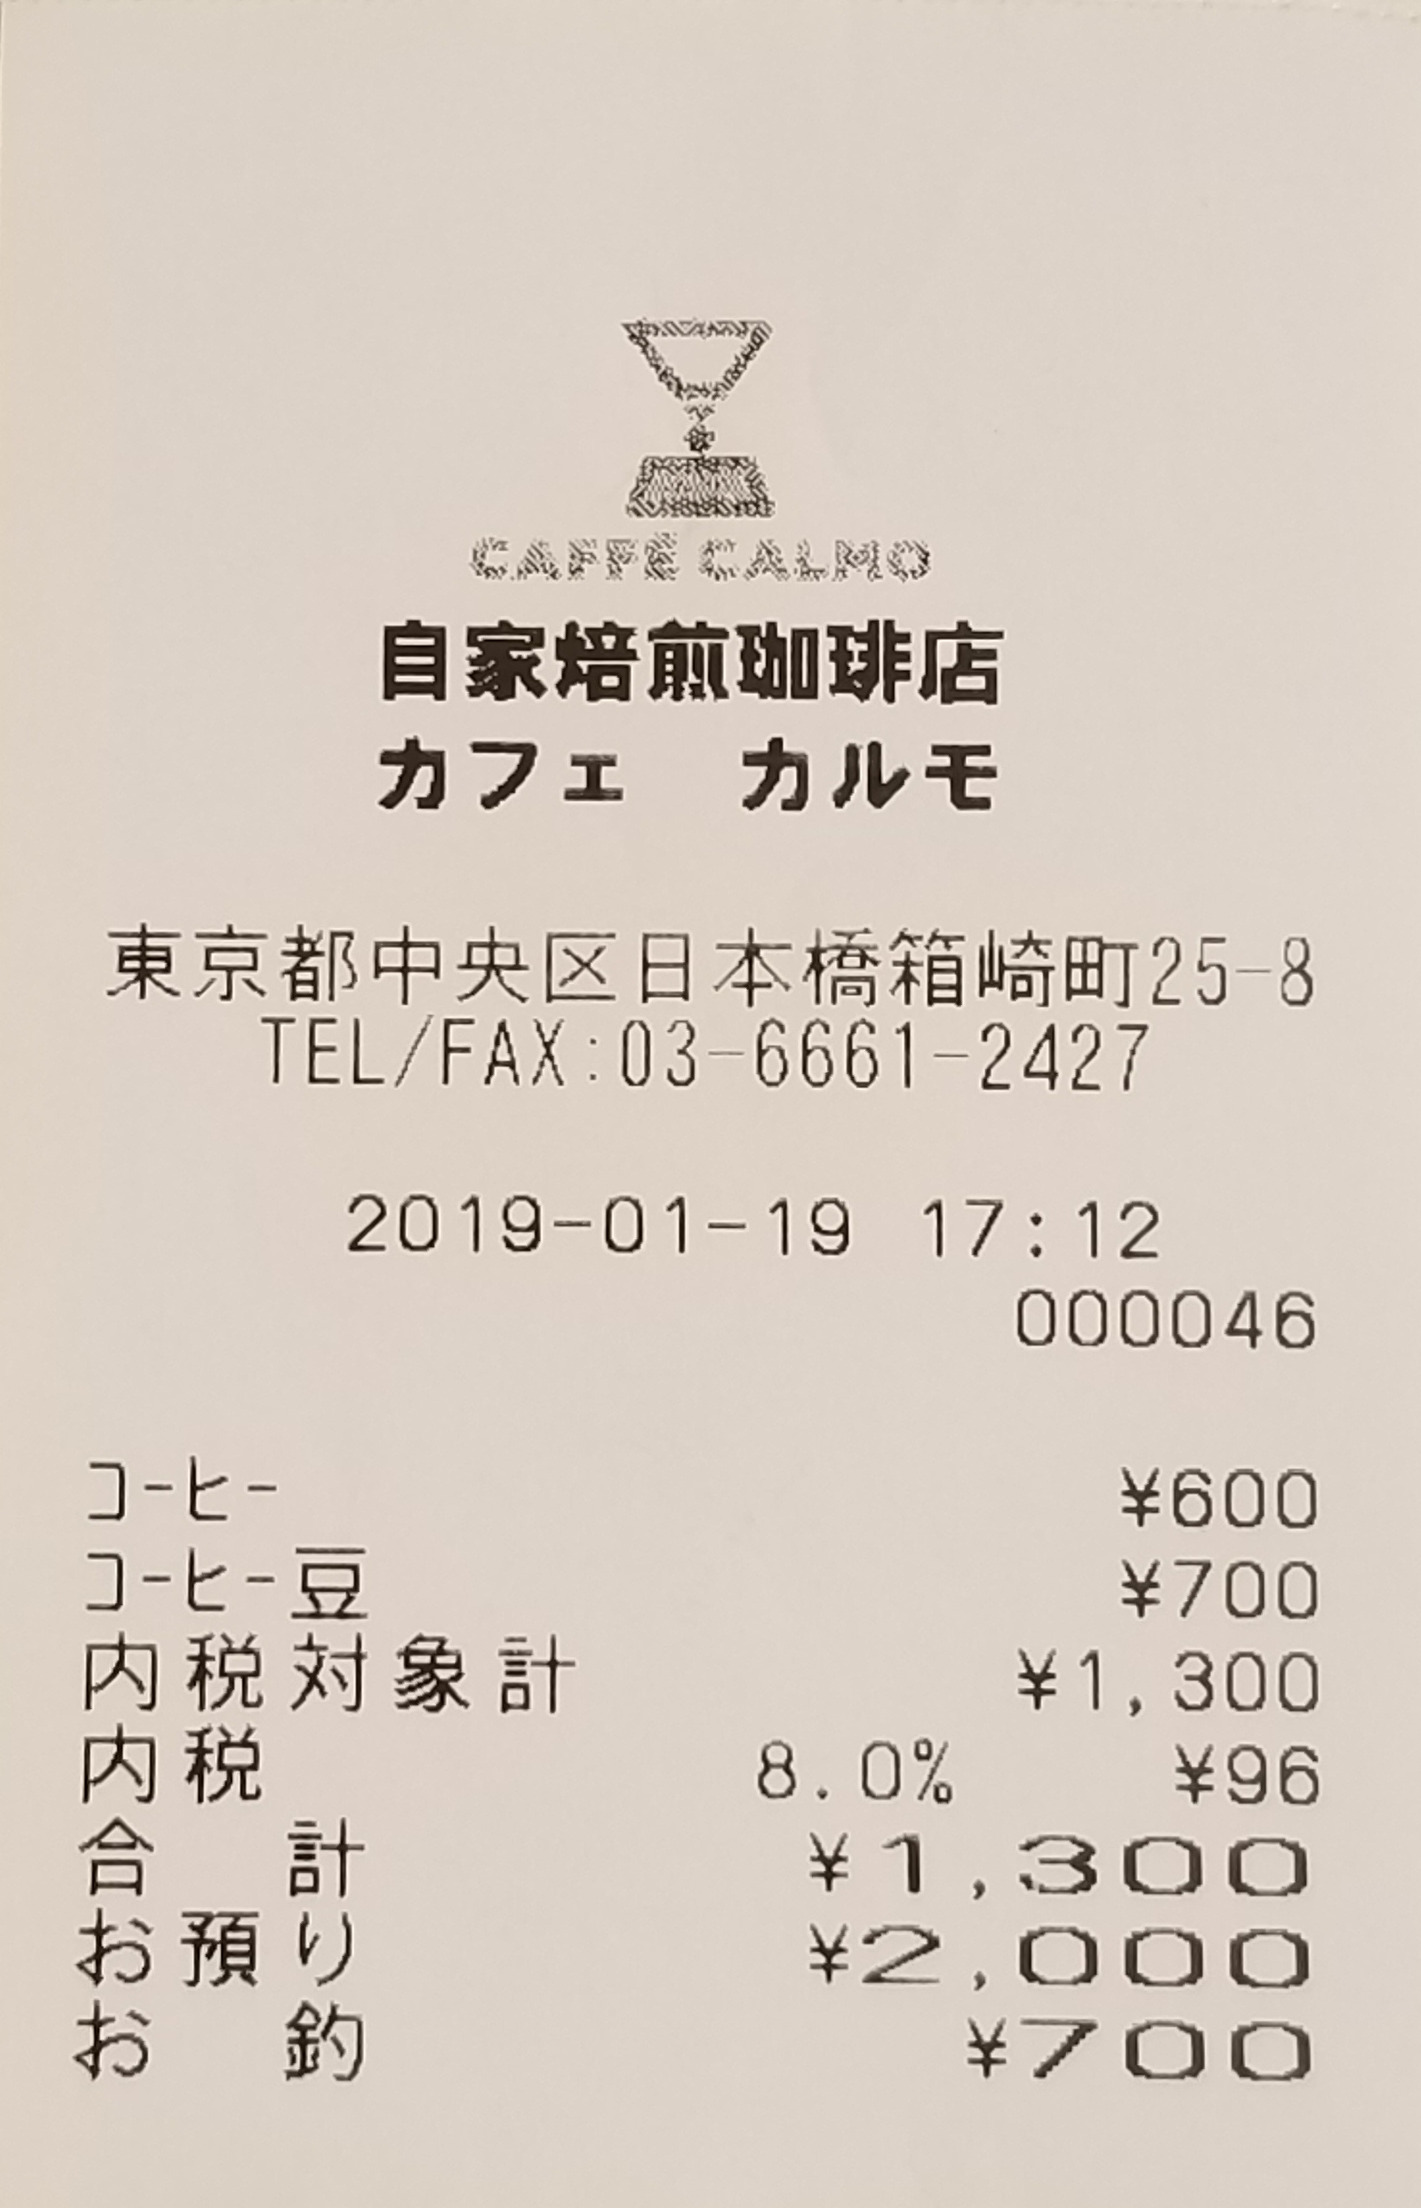 CAFFÈ CALMO
自家焙煎珈琲店
カフェ　カルモ
東京都中央区日本橋箱崎町25-8
TEL/FAX:03-6661-2427
2019-01-19 17:12
000046
ｺｰﾋｰ ¥600
ｺｰﾋｰ豆 ¥700
内税対象計 ¥1,300
内税 8.0% ¥96
合　計 ¥1,300
お預り ¥2,000
お　釣 ¥700